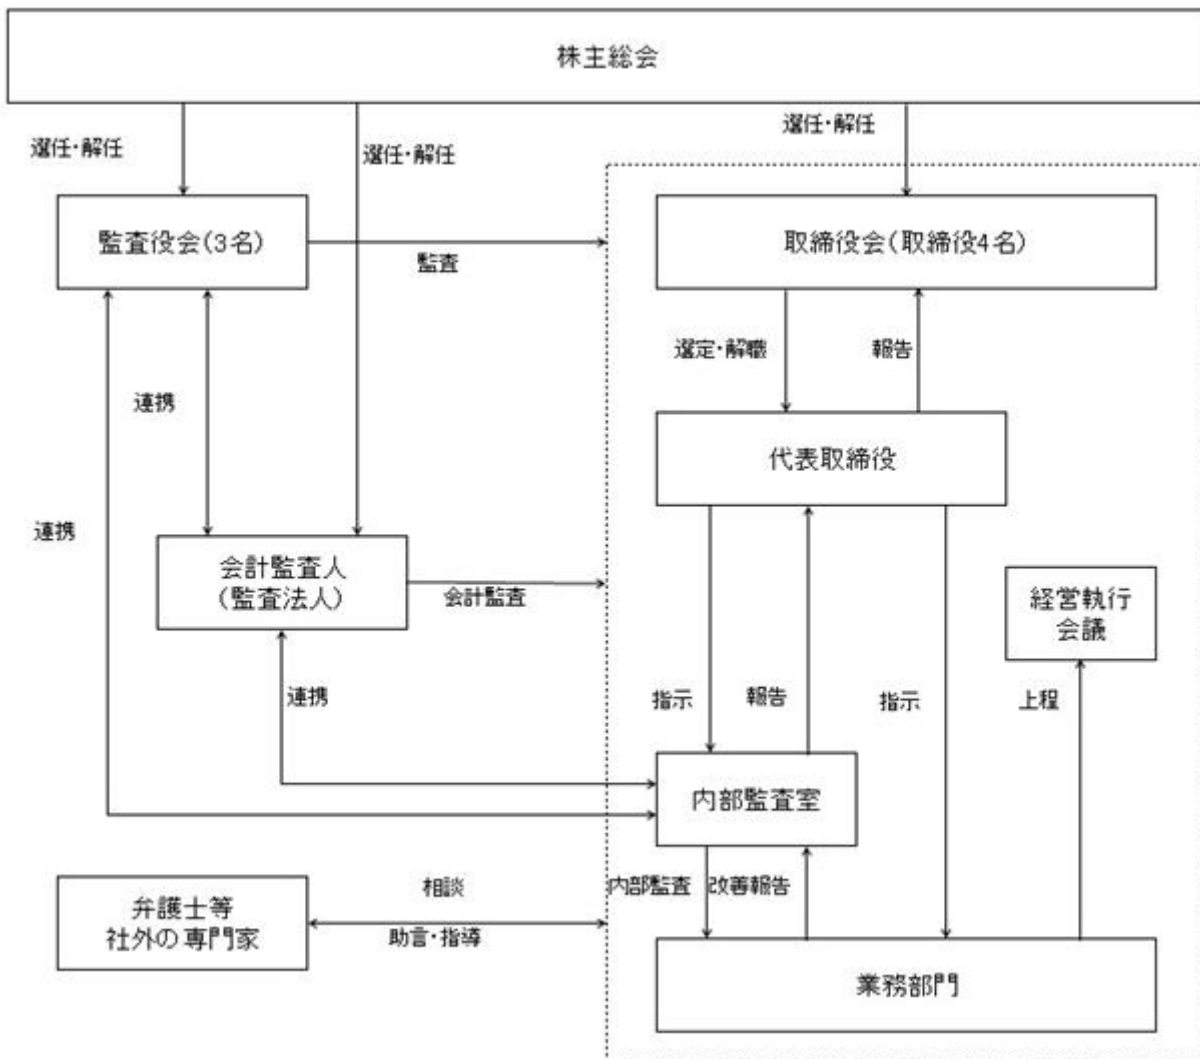 株主総会
選任・解任
選任・解任
選任・解任
監査役会(3名)
監査
取締役会(取締役4名)
選定・解職
報告
連携
代表取締役
連携
会計監査人
(監査法人)
会計監査
経営執行
会議
連携
指示
報告
指示
上程
内部監査室
内部監査
改善報告
弁護士等
社外の専門家
相談
助言・指導
業務部門